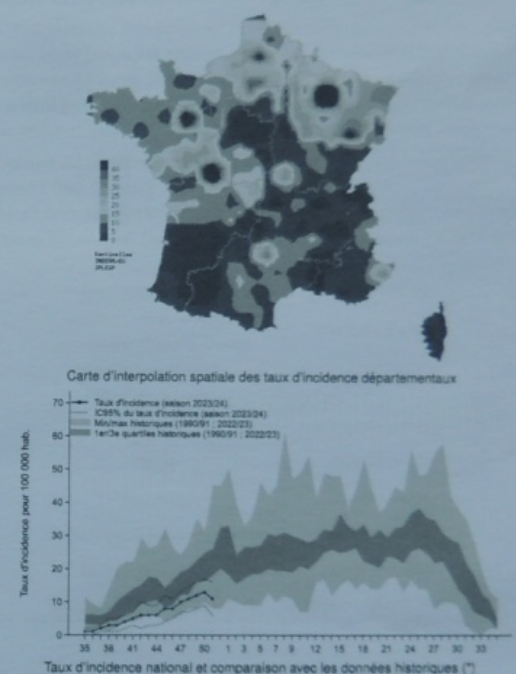 Sentinelles
Carte d'interpolation spatiale des taux d'incidence départementaux
70
Taux d'incidence (saison 2023/24)
IC95% du taux d'incidence (saison 2023/24)
Min/max historiques (1990/91 ; 2022/23)
1er/3e quartiles historiques (1990/91 ; 2022/23)
60
50
40
30
20
10
0
Taux d'incidence pour 100 000 hab.
35 38 41 44 47 50 1 3 6 9 12 15 18 21 24 27 30 33
Taux d'incidence national et comparaison avec les données historiques (*)